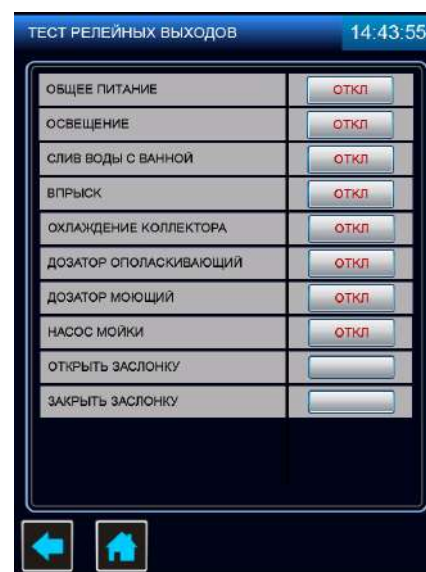 ТЕСТ РЕЛЕЙНЫХ ВЫХОДОВ 14:43:55
ОБЩЕЕ ПИТАНИЕ ОТКЛ
ОСВЕЩЕНИЕ ОТКЛ
СЛИВ ВОДЫ С ВАННОЙ ОТКЛ
ВПРЫСК ОТКЛ
ОХЛАЖДЕНИЕ КОЛЛЕКТОРА ОТКЛ
ДОЗАТОР ОПОЛАСКИВАЮЩИЙ ОТКЛ
ДОЗАТОР МОЮЩИЙ ОТКЛ
НАСОС МОЙКИ ОТКЛ
ОТКРЫТЬ ЗАСЛОНКУ
ЗАКРЫТЬ ЗАСЛОНКУ